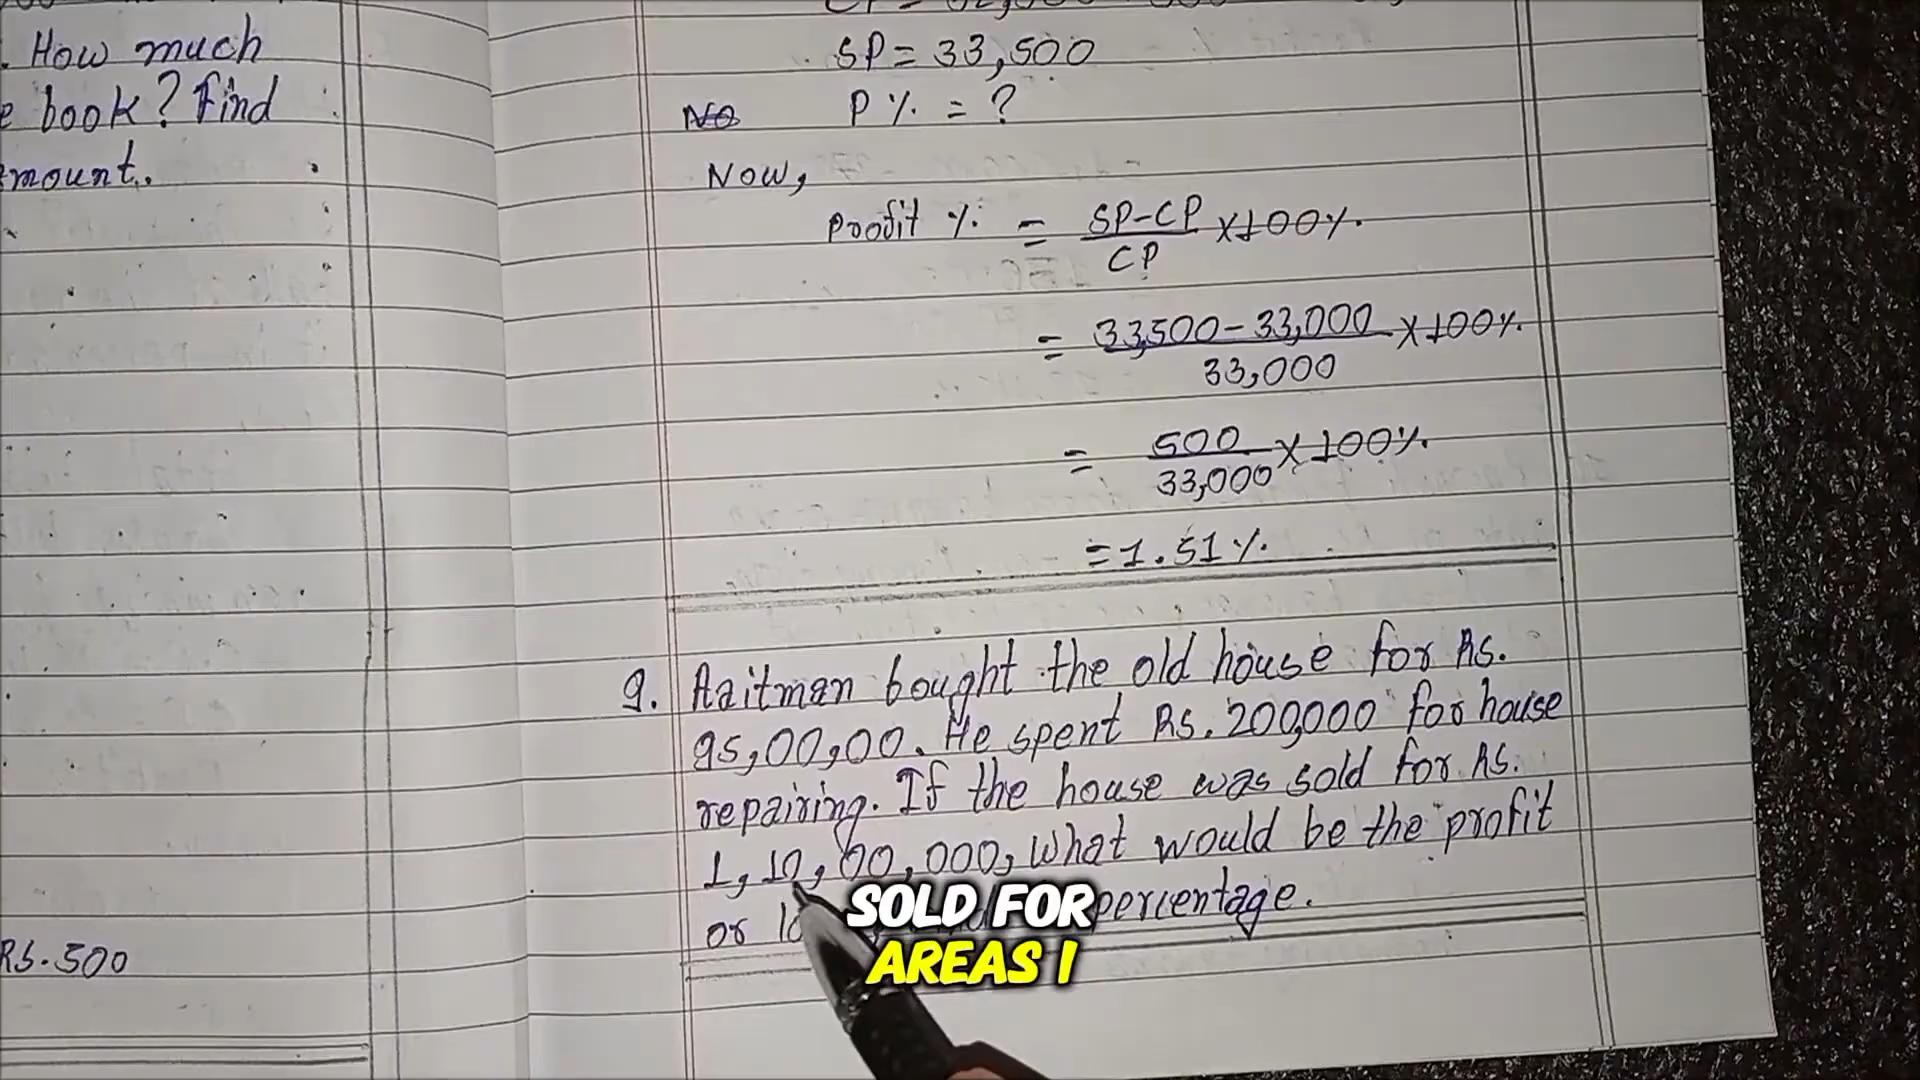 . How much
e book? Find
mount.
Rs. 500
SP = 33,500
P % = ?
Now,
Profit % = SP-CP/CP ×100%
= 33,500-33,000/33,000 ×100%
= 500/33,000 × 100%
=1.51%
9. Aaitman bought the old house for Rs.
95,00,00. He spent Rs. 200,000 for house
repairing. If the house was sold for Rs.
1,10,00,000, What would be the profit
or percentage.
SOLD FOR
AREAS I